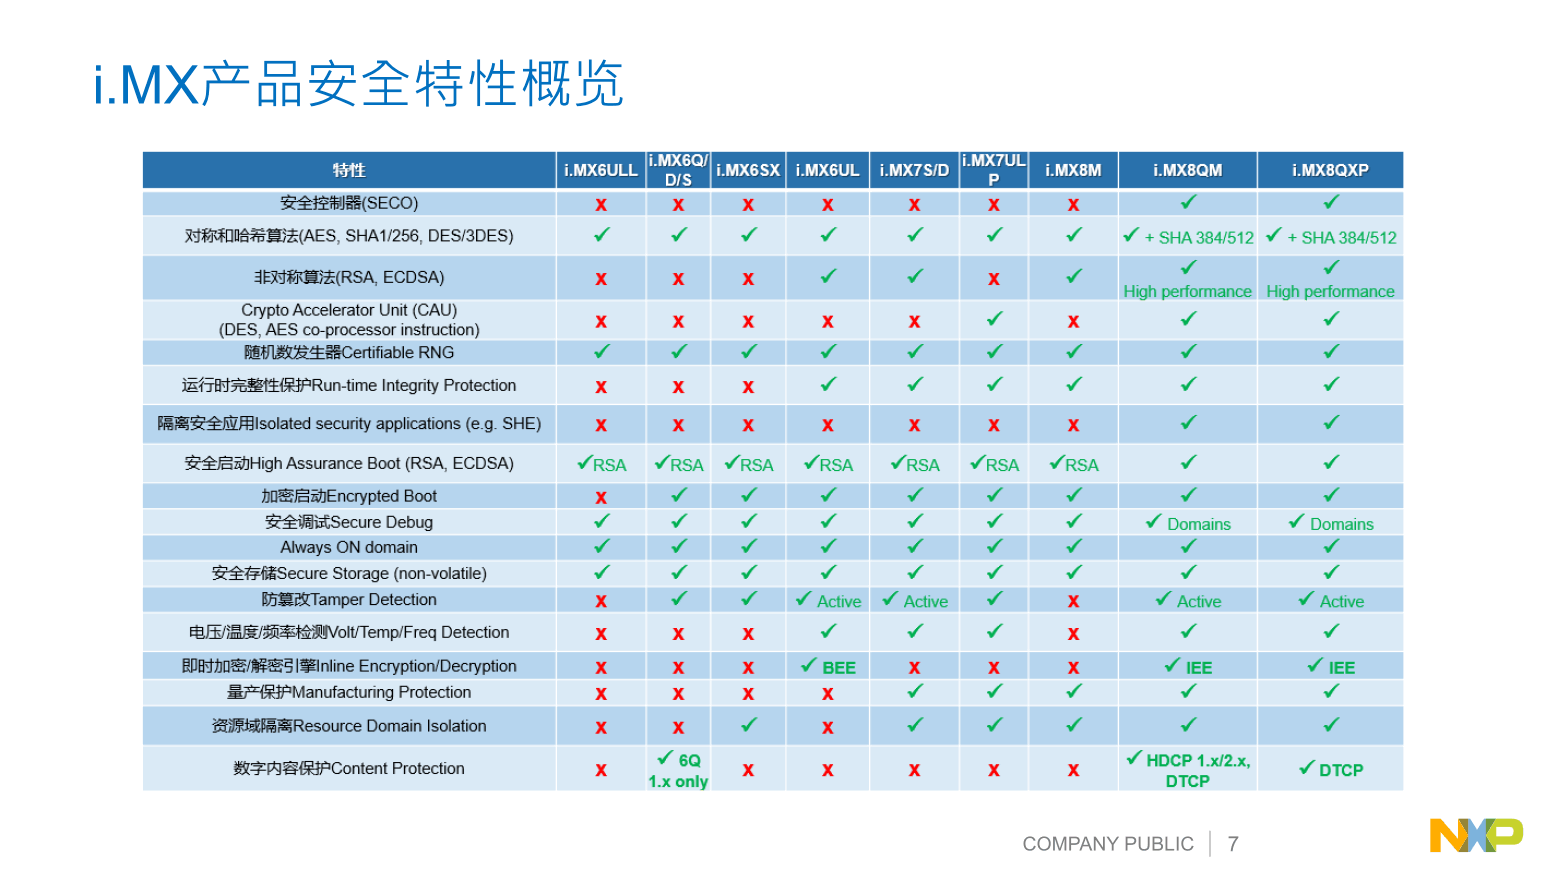 i.MX产品安全特性概览
特性 i.MX6ULL i.MX6Q/D/S i.MX6SX i.MX6UL i.MX7S/D i.MX7ULP i.MX8M i.MX8QM i.MX8QXP
安全控制器(SECO) x x x x x x x ✓ ✓
对称和哈希算法(AES, SHA1/256, DES/3DES) ✓ ✓ ✓ ✓ ✓ ✓ ✓ ✓ + SHA 384/512 ✓ + SHA 384/512
非对称算法(RSA, ECDSA) x x x ✓ ✓ x ✓ ✓ High performance ✓ High performance
Crypto Accelerator Unit (CAU)
(DES, AES co-processor instruction) x x x x x ✓ x ✓ ✓
随机数发生器Certifiable RNG ✓ ✓ ✓ ✓ ✓ ✓ ✓ ✓ ✓
运行时完整性保护Run-time Integrity Protection x x x ✓ ✓ ✓ ✓ ✓ ✓
隔离安全应用Isolated security applications (e.g. SHE) x x x x x x x ✓ ✓
安全启动High Assurance Boot (RSA, ECDSA) ✓RSA ✓RSA ✓RSA ✓RSA ✓RSA ✓RSA ✓RSA ✓ ✓
加密启动Encrypted Boot x ✓ ✓ ✓ ✓ ✓ ✓ ✓ ✓
安全调试Secure Debug ✓ ✓ ✓ ✓ ✓ ✓ ✓ ✓ Domains ✓ Domains
Always ON domain ✓ ✓ ✓ ✓ ✓ ✓ ✓ ✓ ✓
安全存储Secure Storage (non-volatile) ✓ ✓ ✓ ✓ ✓ ✓ ✓ ✓ ✓
防篡改Tamper Detection x ✓ ✓ ✓ Active ✓ Active ✓ x ✓ Active ✓ Active
电压/温度/频率检测Volt/Temp/Freq Detection x x x ✓ ✓ ✓ x ✓ ✓
即时加密/解密引擎Inline Encryption/Decryption x x x ✓ BEE x x x ✓ IEE ✓ IEE
量产保护Manufacturing Protection x x x x ✓ ✓ ✓ ✓ ✓
资源域隔离Resource Domain Isolation x x ✓ x ✓ ✓ ✓ ✓ ✓
数字内容保护Content Protection x ✓ 6Q 1.x only x x x x x ✓ HDCP 1.x/2.x, DTCP ✓ DTCP
COMPANY PUBLIC 7
NXP